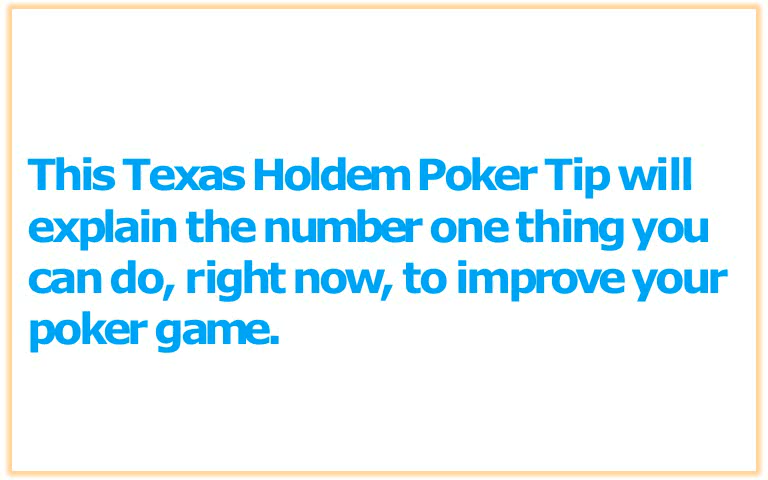 This Texas Holdem Poker Tip will
explain the number one thing you
can do, right now, to improve your
poker game.